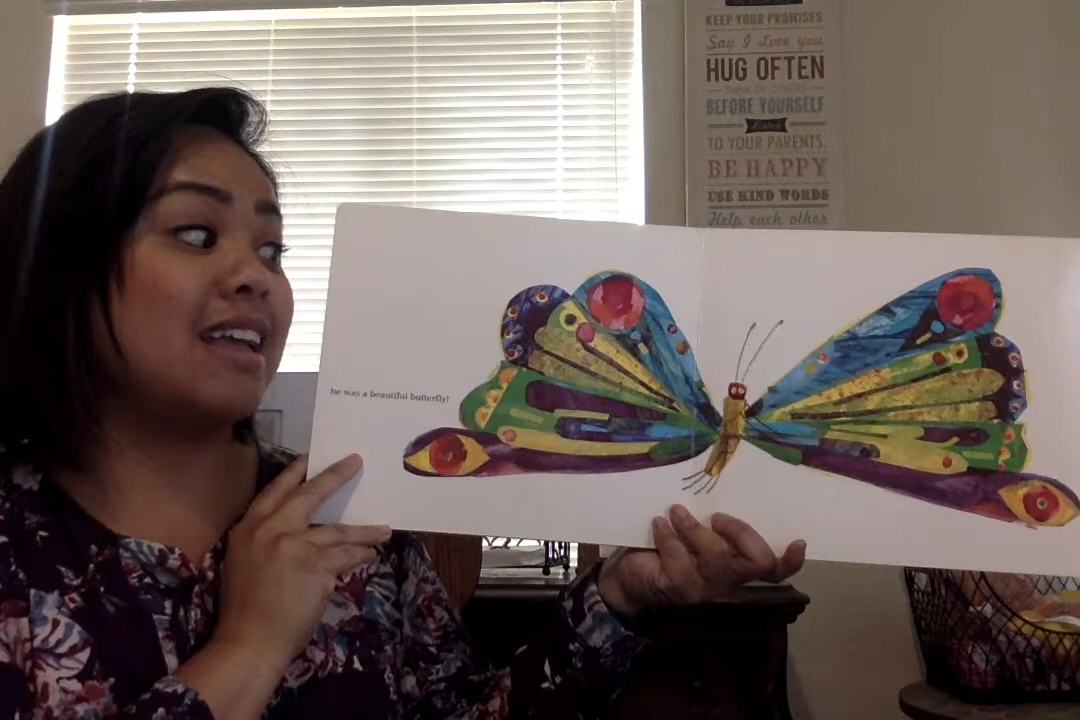 KEEP YOUR PROMISES
Say I Love you
HUG OFTEN
BEFORE YOURSELF
Listen
TO YOUR PARENTS.
BE HAPPY
USE KIND WORDS
Help each other
he was a beautiful butterfly!